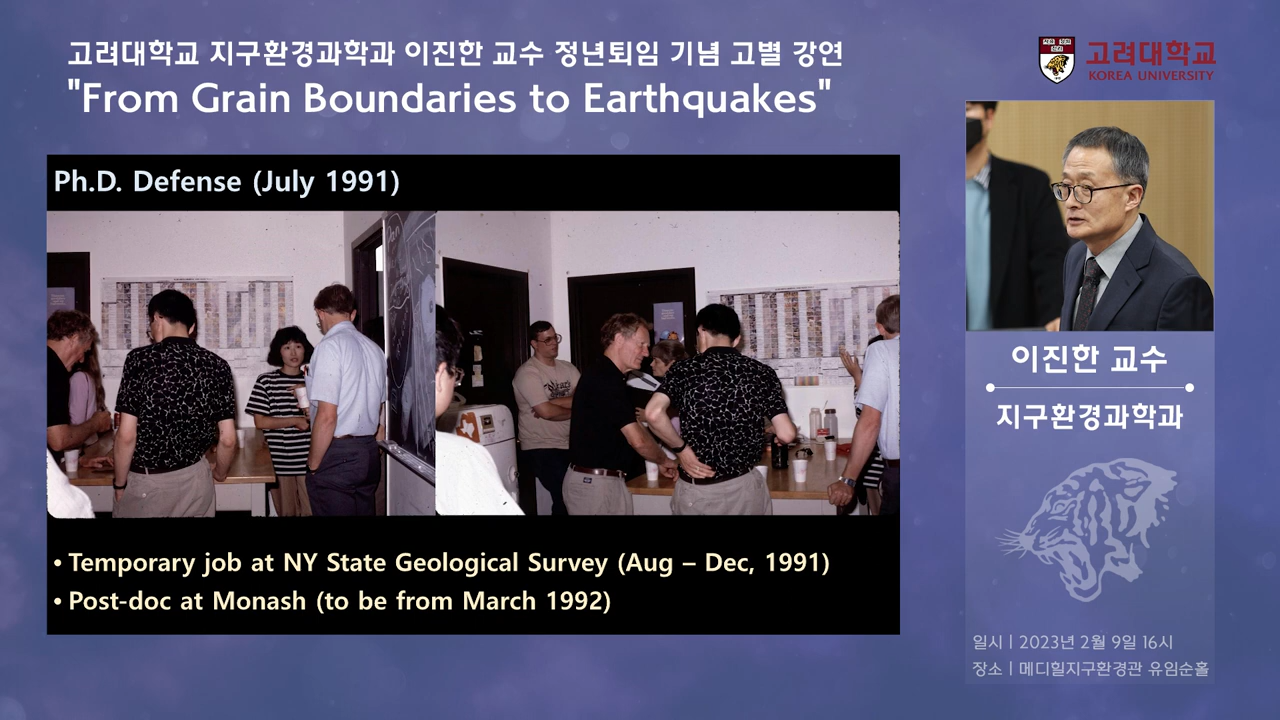 고려대학교 지구환경과학과 이진한 교수 정년퇴임 기념 고별 강연
"From Grain Boundaries to Earthquakes"
고려대학교
KOREA UNIVERSITY
Ph.D. Defense (July 1991)
• Temporary job at NY State Geological Survey (Aug – Dec, 1991)
• Post-doc at Monash (to be from March 1992)
이진한 교수
지구환경과학과
일시ㅣ2023년 2월 9일 16시
장소ㅣ메디힐지구환경관 유임순홀